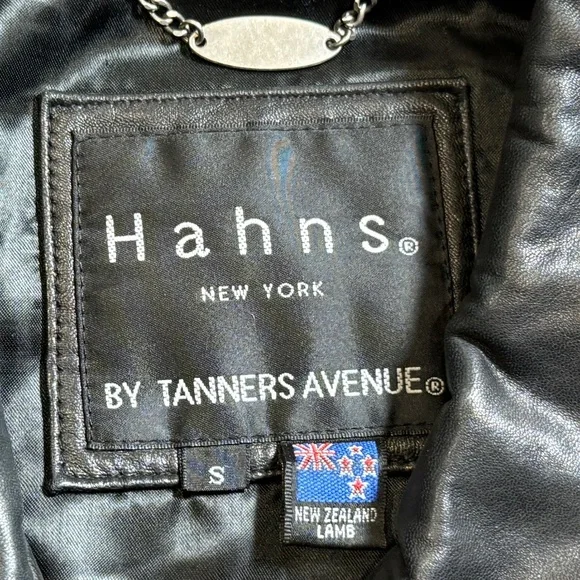 Hahns®
NEW YORK
BY TANNERS AVENUE®
S
NEW ZEALAND
LAMB